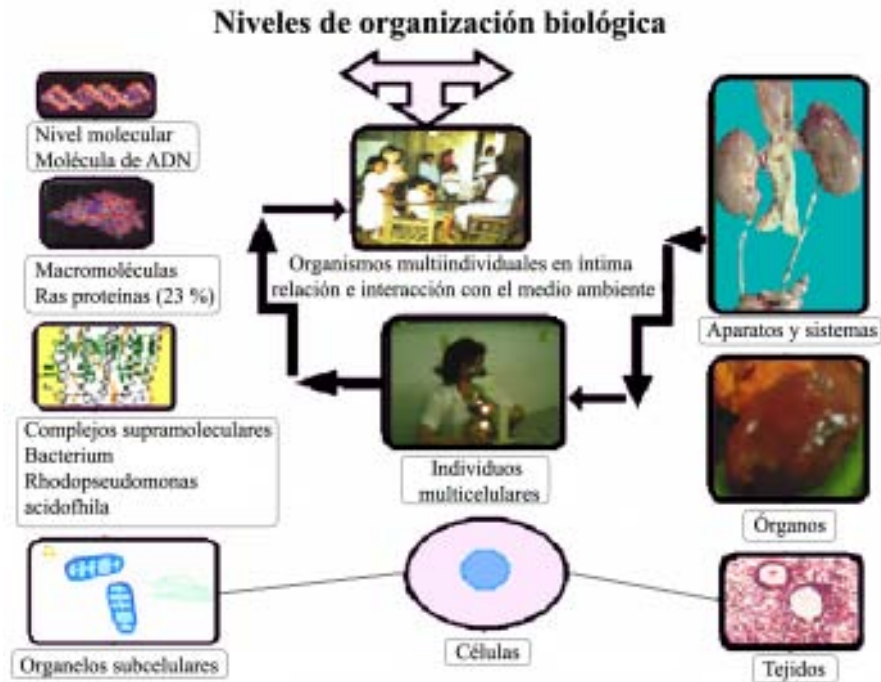 Niveles de organización biológica
Nivel molecular
Molécula de ADN
Macromoléculas
Ras proteínas (23 %)
Complejos supramoleculares
Bacterium
Rhodopseudomonas
acidofhila
Organelos subcelulares
Células
Tejidos
Órganos
Aparatos y sistemas
Individuos
multicelulares
Organismos multiindividuales en íntima
relación e interacción con el medio ambiente